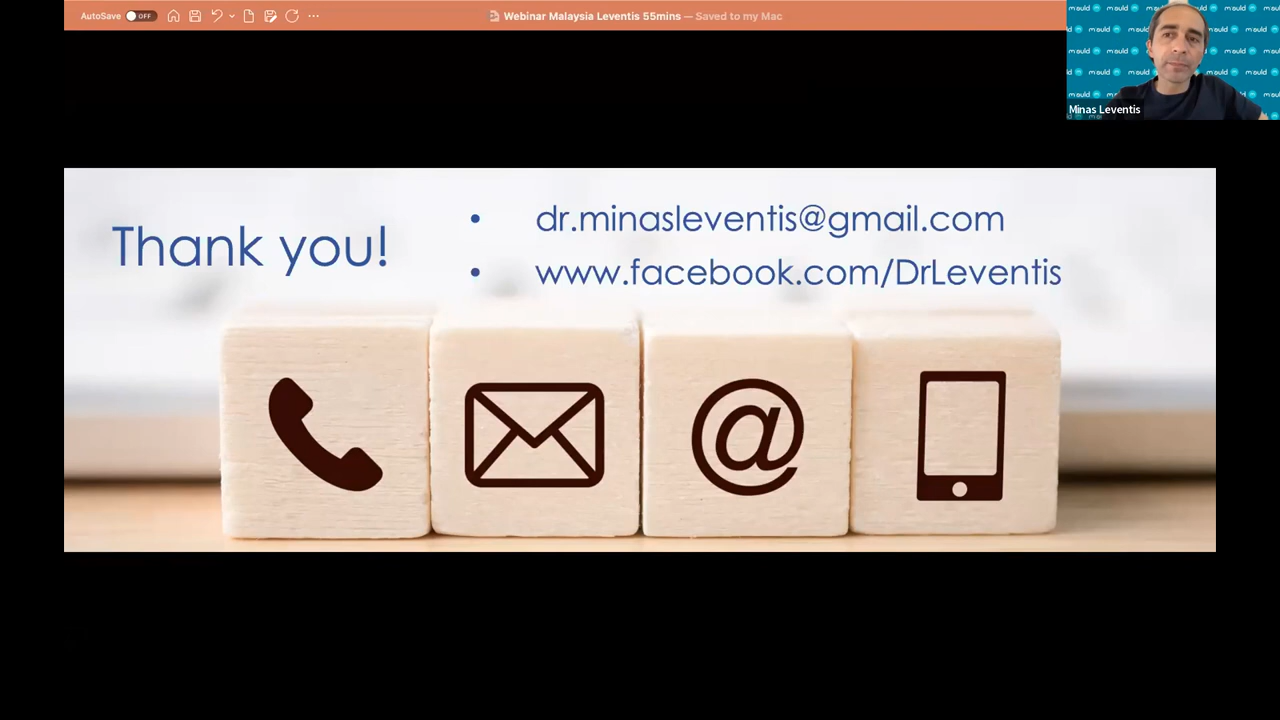 AutoSave OFF
Webinar Malaysia Leventis 55mins — Saved to my Mac
mould
Minas Leventis
Thank you!
• dr.minasleventis@gmail.com
• www.facebook.com/DrLeventis
@